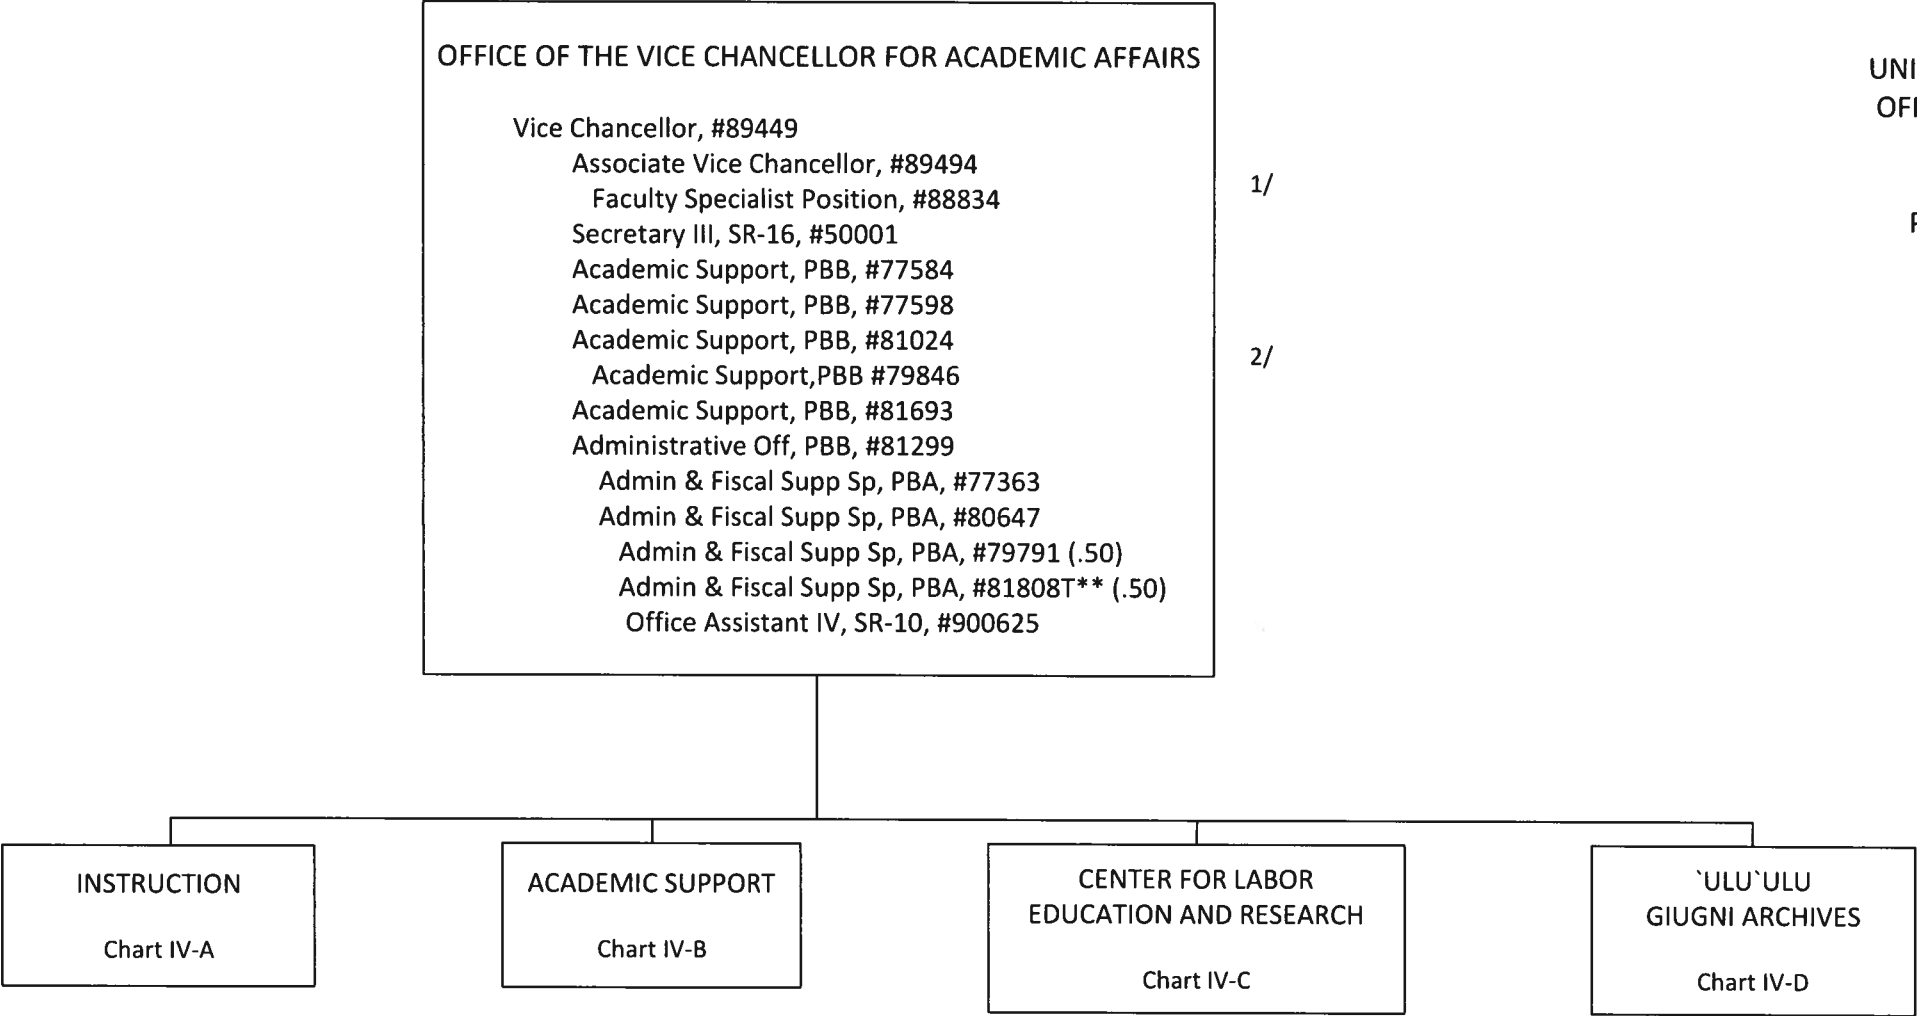 OFFICE OF THE VICE CHANCELLOR FOR ACADEMIC AFFAIRS
Vice Chancellor, #89449
Associate Vice Chancellor, #89494
Faculty Specialist Position, #88834
Secretary III, SR-16, #50001
Academic Support, PBB, #77584
Academic Support, PBB, #77598
Academic Support, PBB, #81024
Academic Support,PBB #79846
Academic Support, PBB, #81693
Administrative Off, PBB, #81299
Admin & Fiscal Supp Sp, PBA, #77363
Admin & Fiscal Supp Sp, PBA, #80647
Admin & Fiscal Supp Sp, PBA, #79791 (.50)
Admin & Fiscal Supp Sp, PBA, #81808T** (.50)
Office Assistant IV, SR-10, #900625
1/
2/
UNI
OF
INSTRUCTION
Chart IV-A
ACADEMIC SUPPORT
Chart IV-B
CENTER FOR LABOR
EDUCATION AND RESEARCH
Chart IV-C
`ULU`ULU
GIUGNI ARCHIVES
Chart IV-D